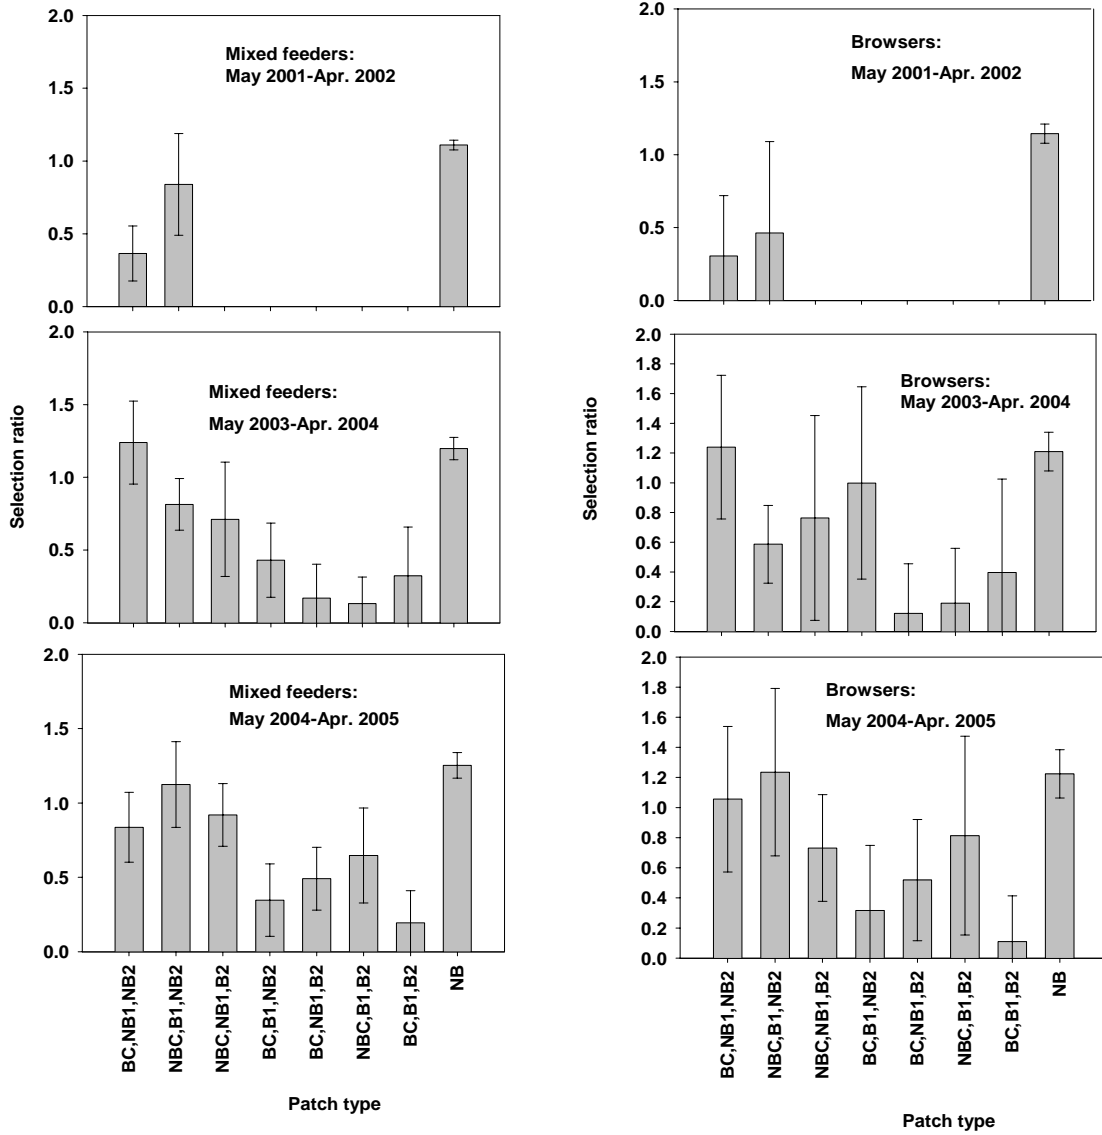 2.0
Mixed feeders:
May 2001-Apr. 2002
1.5
1.0
0.5
0.0
2.0
Mixed feeders:
May 2003-Apr. 2004
1.5
1.0
0.5
0.0
Selection ratio
2.0
Mixed feeders:
May 2004-Apr. 2005
1.5
1.0
0.5
0.0
BC,NB1,NB2
NBC,B1,NB2
NBC,NB1,B2
BC,B1,NB2
BC,NB1,B2
NBC,B1,B2
BC,B1,B2
NB
Patch type
2.0
Browsers:
May 2001-Apr. 2002
1.5
1.0
0.5
0.0
2.0
1.8
Browsers:
May 2003-Apr. 2004
1.6
1.4
1.2
1.0
0.8
0.6
0.4
0.2
0.0
Selection ratio
2.0
1.8
Browsers:
May 2004-Apr. 2005
1.6
1.4
1.2
1.0
0.8
0.6
0.4
0.2
0.0
BC,NB1,NB2
NBC,B1,NB2
NBC,NB1,B2
BC,B1,NB2
BC,NB1,B2
NBC,B1,B2
BC,B1,B2
NB
Patch type